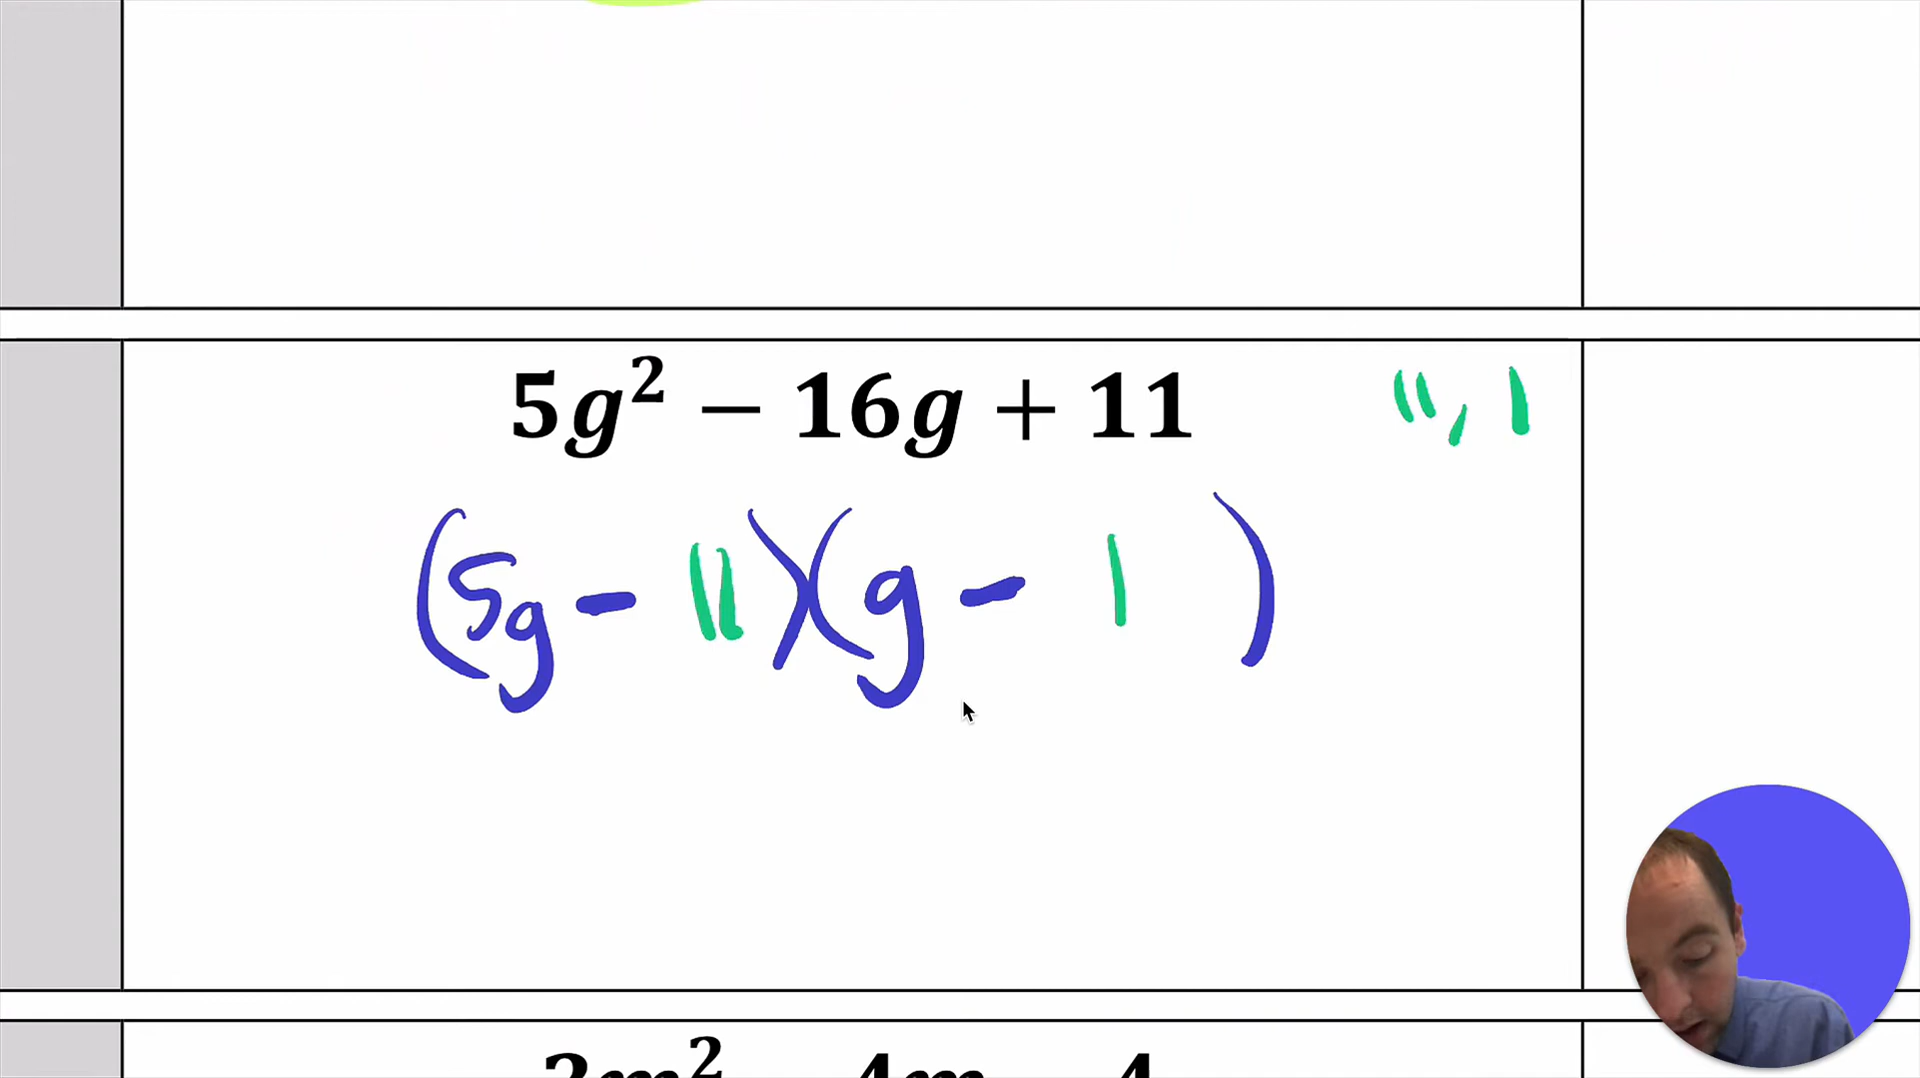 5g² − 16g + 11
11, 1
(5g - 11)(g - 1)